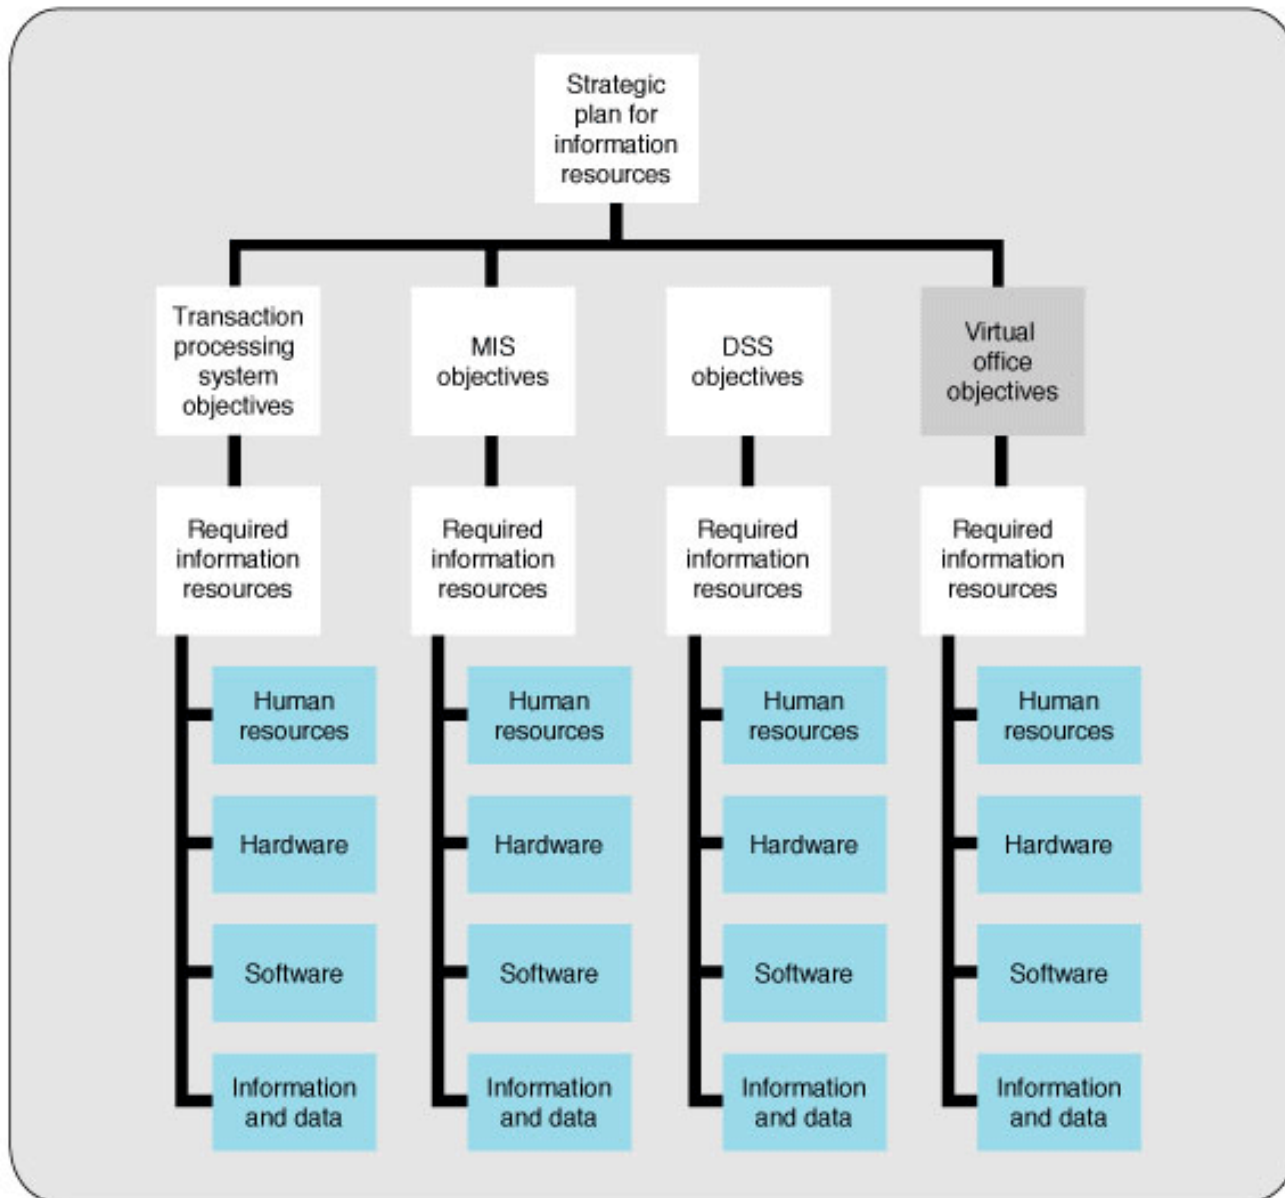 Strategic
plan for
information
resources
Transaction
processing
system
objectives
MIS
objectives
DSS
objectives
Virtual
office
objectives
Required
information
resources
Required
information
resources
Required
information
resources
Required
information
resources
Human
resources
Human
resources
Human
resources
Human
resources
Hardware
Hardware
Hardware
Hardware
Software
Software
Software
Software
Information
and data
Information
and data
Information
and data
Information
and data